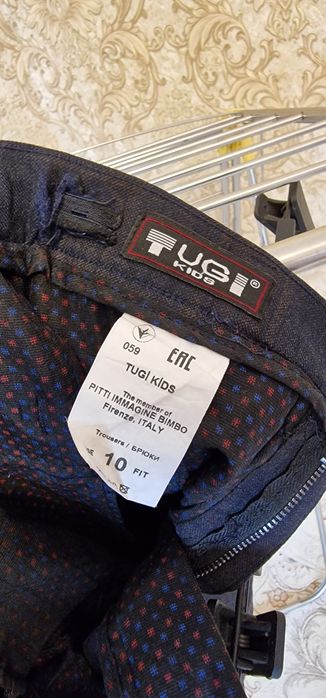 TUGI®
KIDS
059
EAC
TUGI KIDS
The member of
PITTI IMMAGINE BIMBO
Firenze, ITALY
Trousers / БРЮКИ
10 FIT